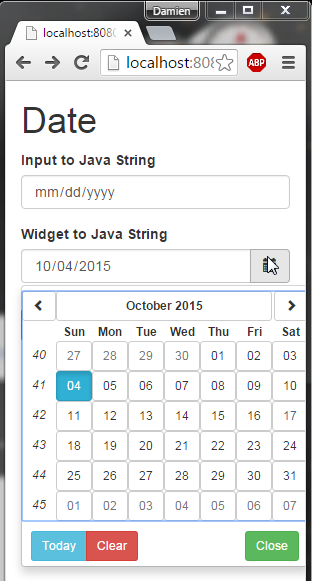 Damien
localhost:808
localhost:808
ABP
Date
Input to Java String
mm/dd/yyyy
Widget to Java String
10/04/2015
October 2015
Sun Mon Tue Wed Thu Fri Sat
40 27 28 29 30 01 02 03
41 04 05 06 07 08 09 10
42 11 12 13 14 15 16 17
43 18 19 20 21 22 23 24
44 25 26 27 28 29 30 31
45 01 02 03 04 05 06 07
Today Clear Close